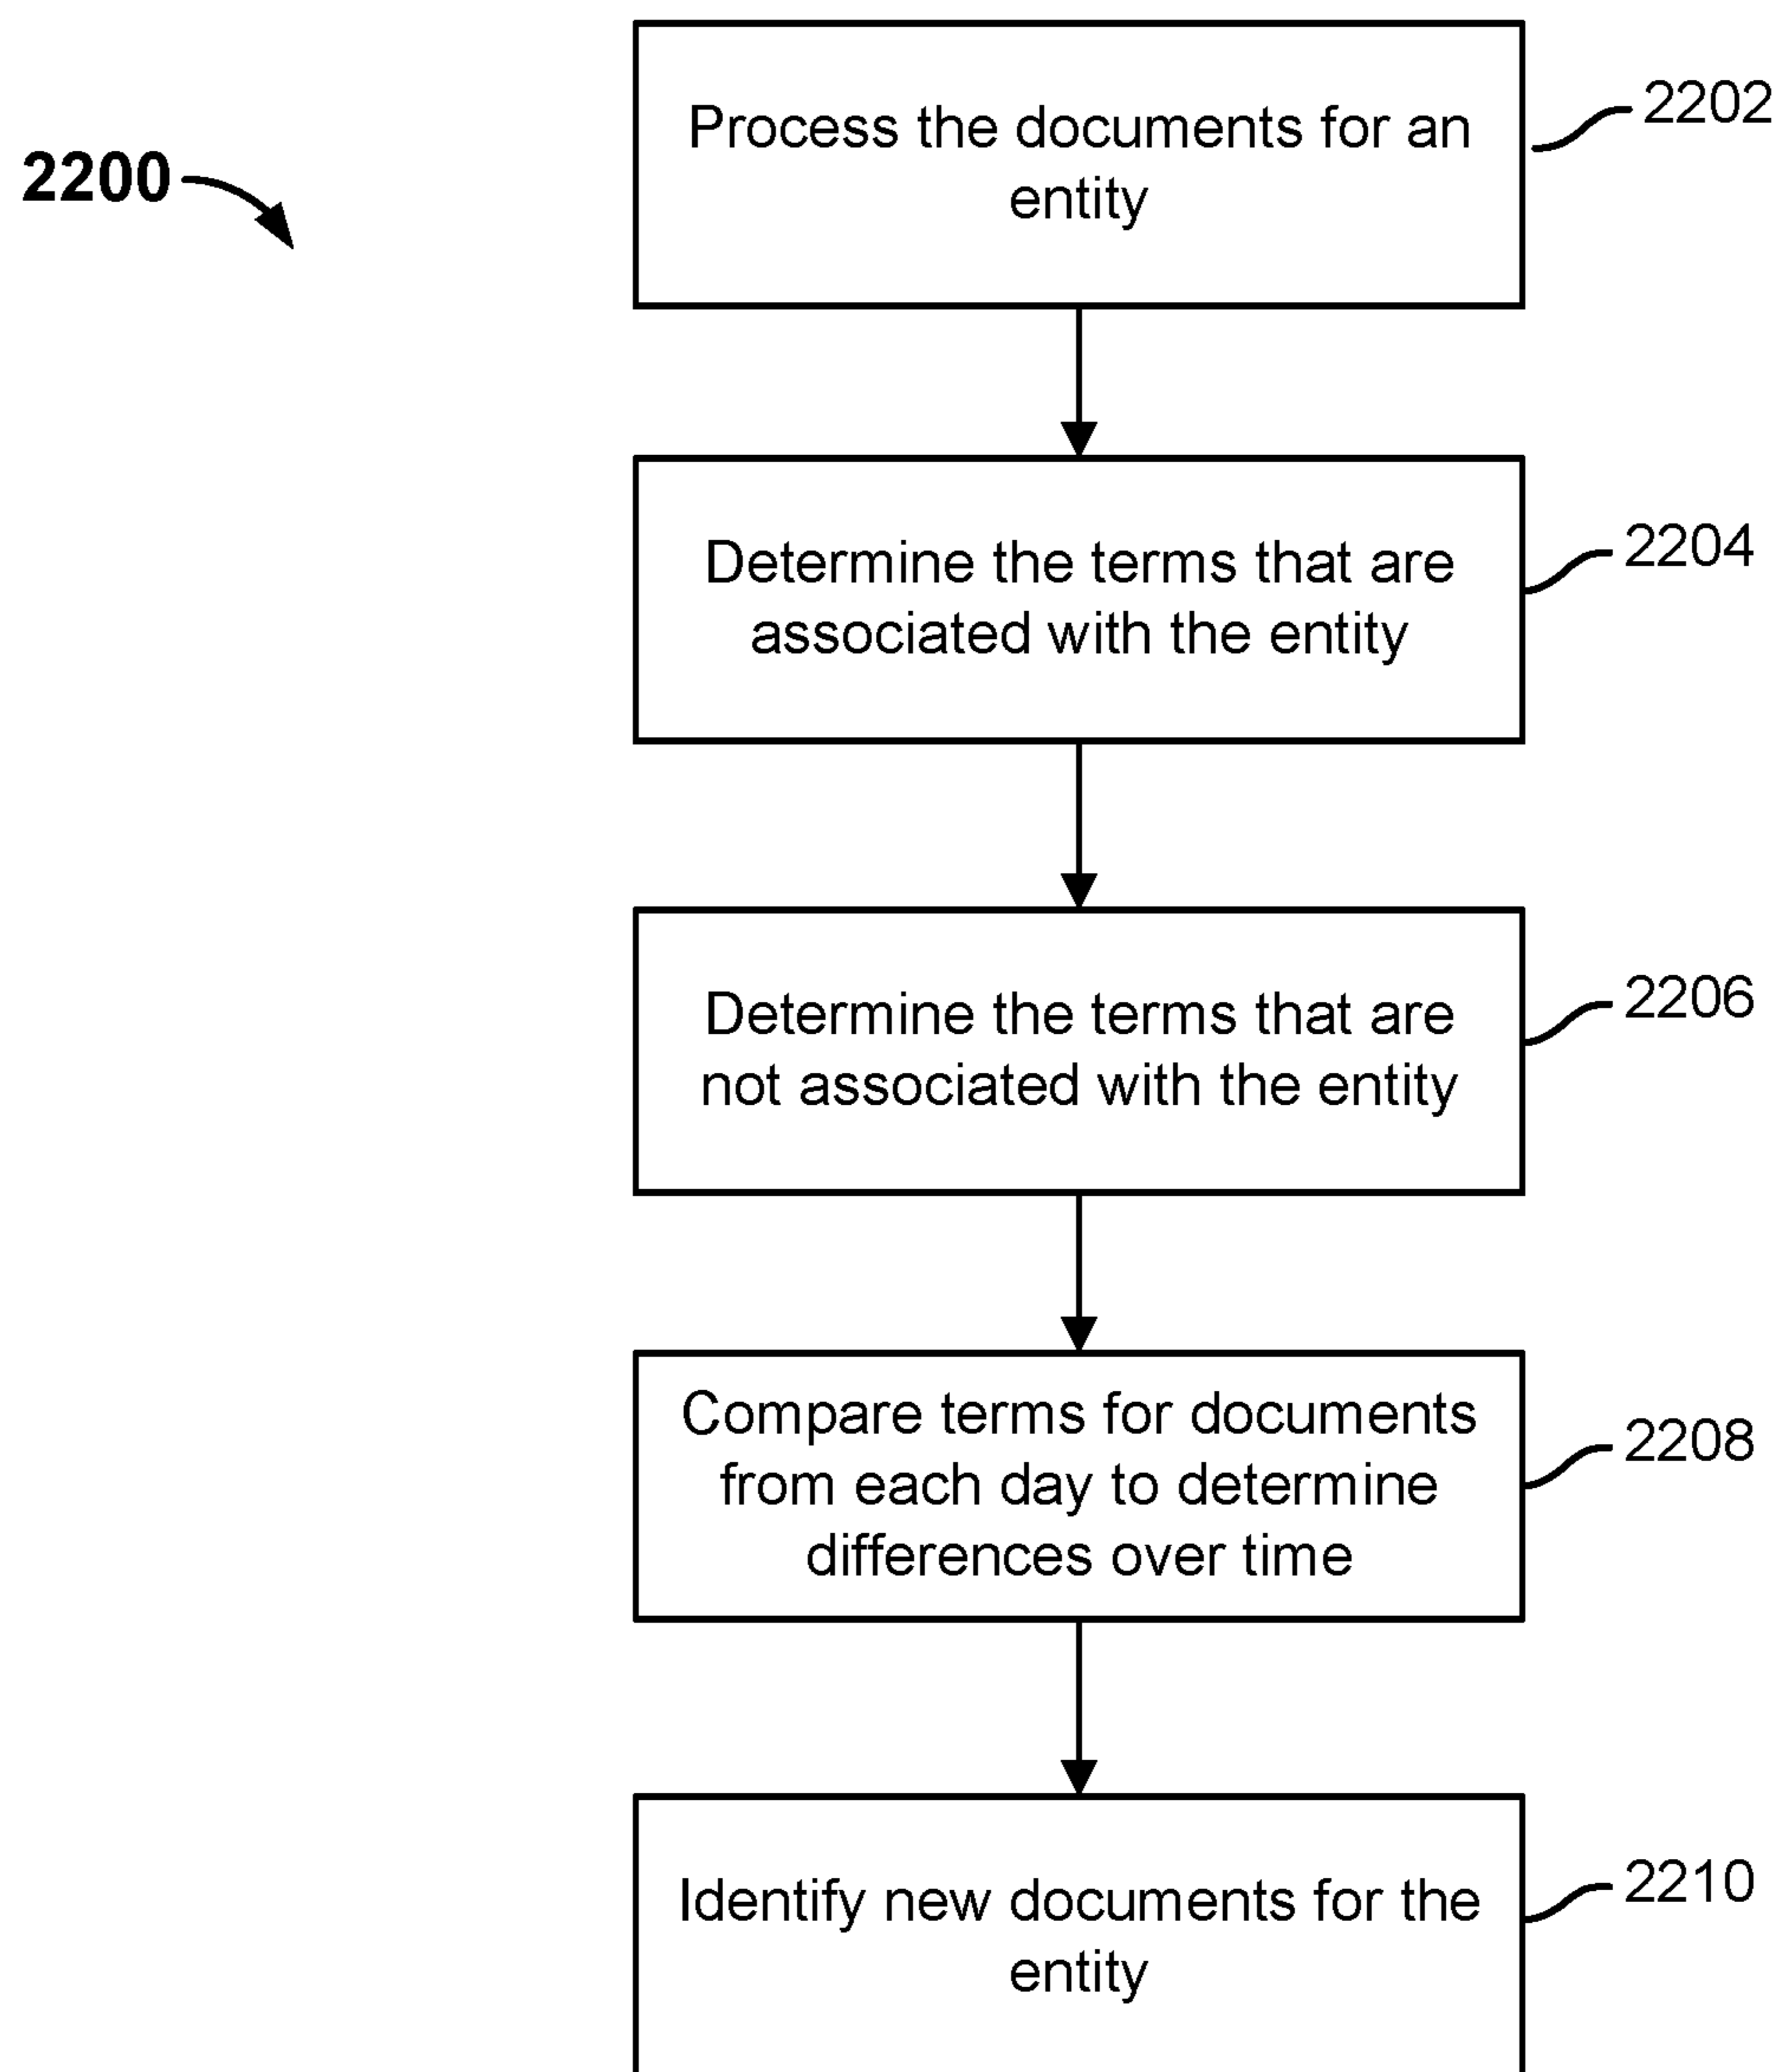 2200
Process the documents for an
entity
2202
Determine the terms that are
associated with the entity
2204
Determine the terms that are
not associated with the entity
2206
Compare terms for documents
from each day to determine
differences over time
2208
Identify new documents for the
entity
2210